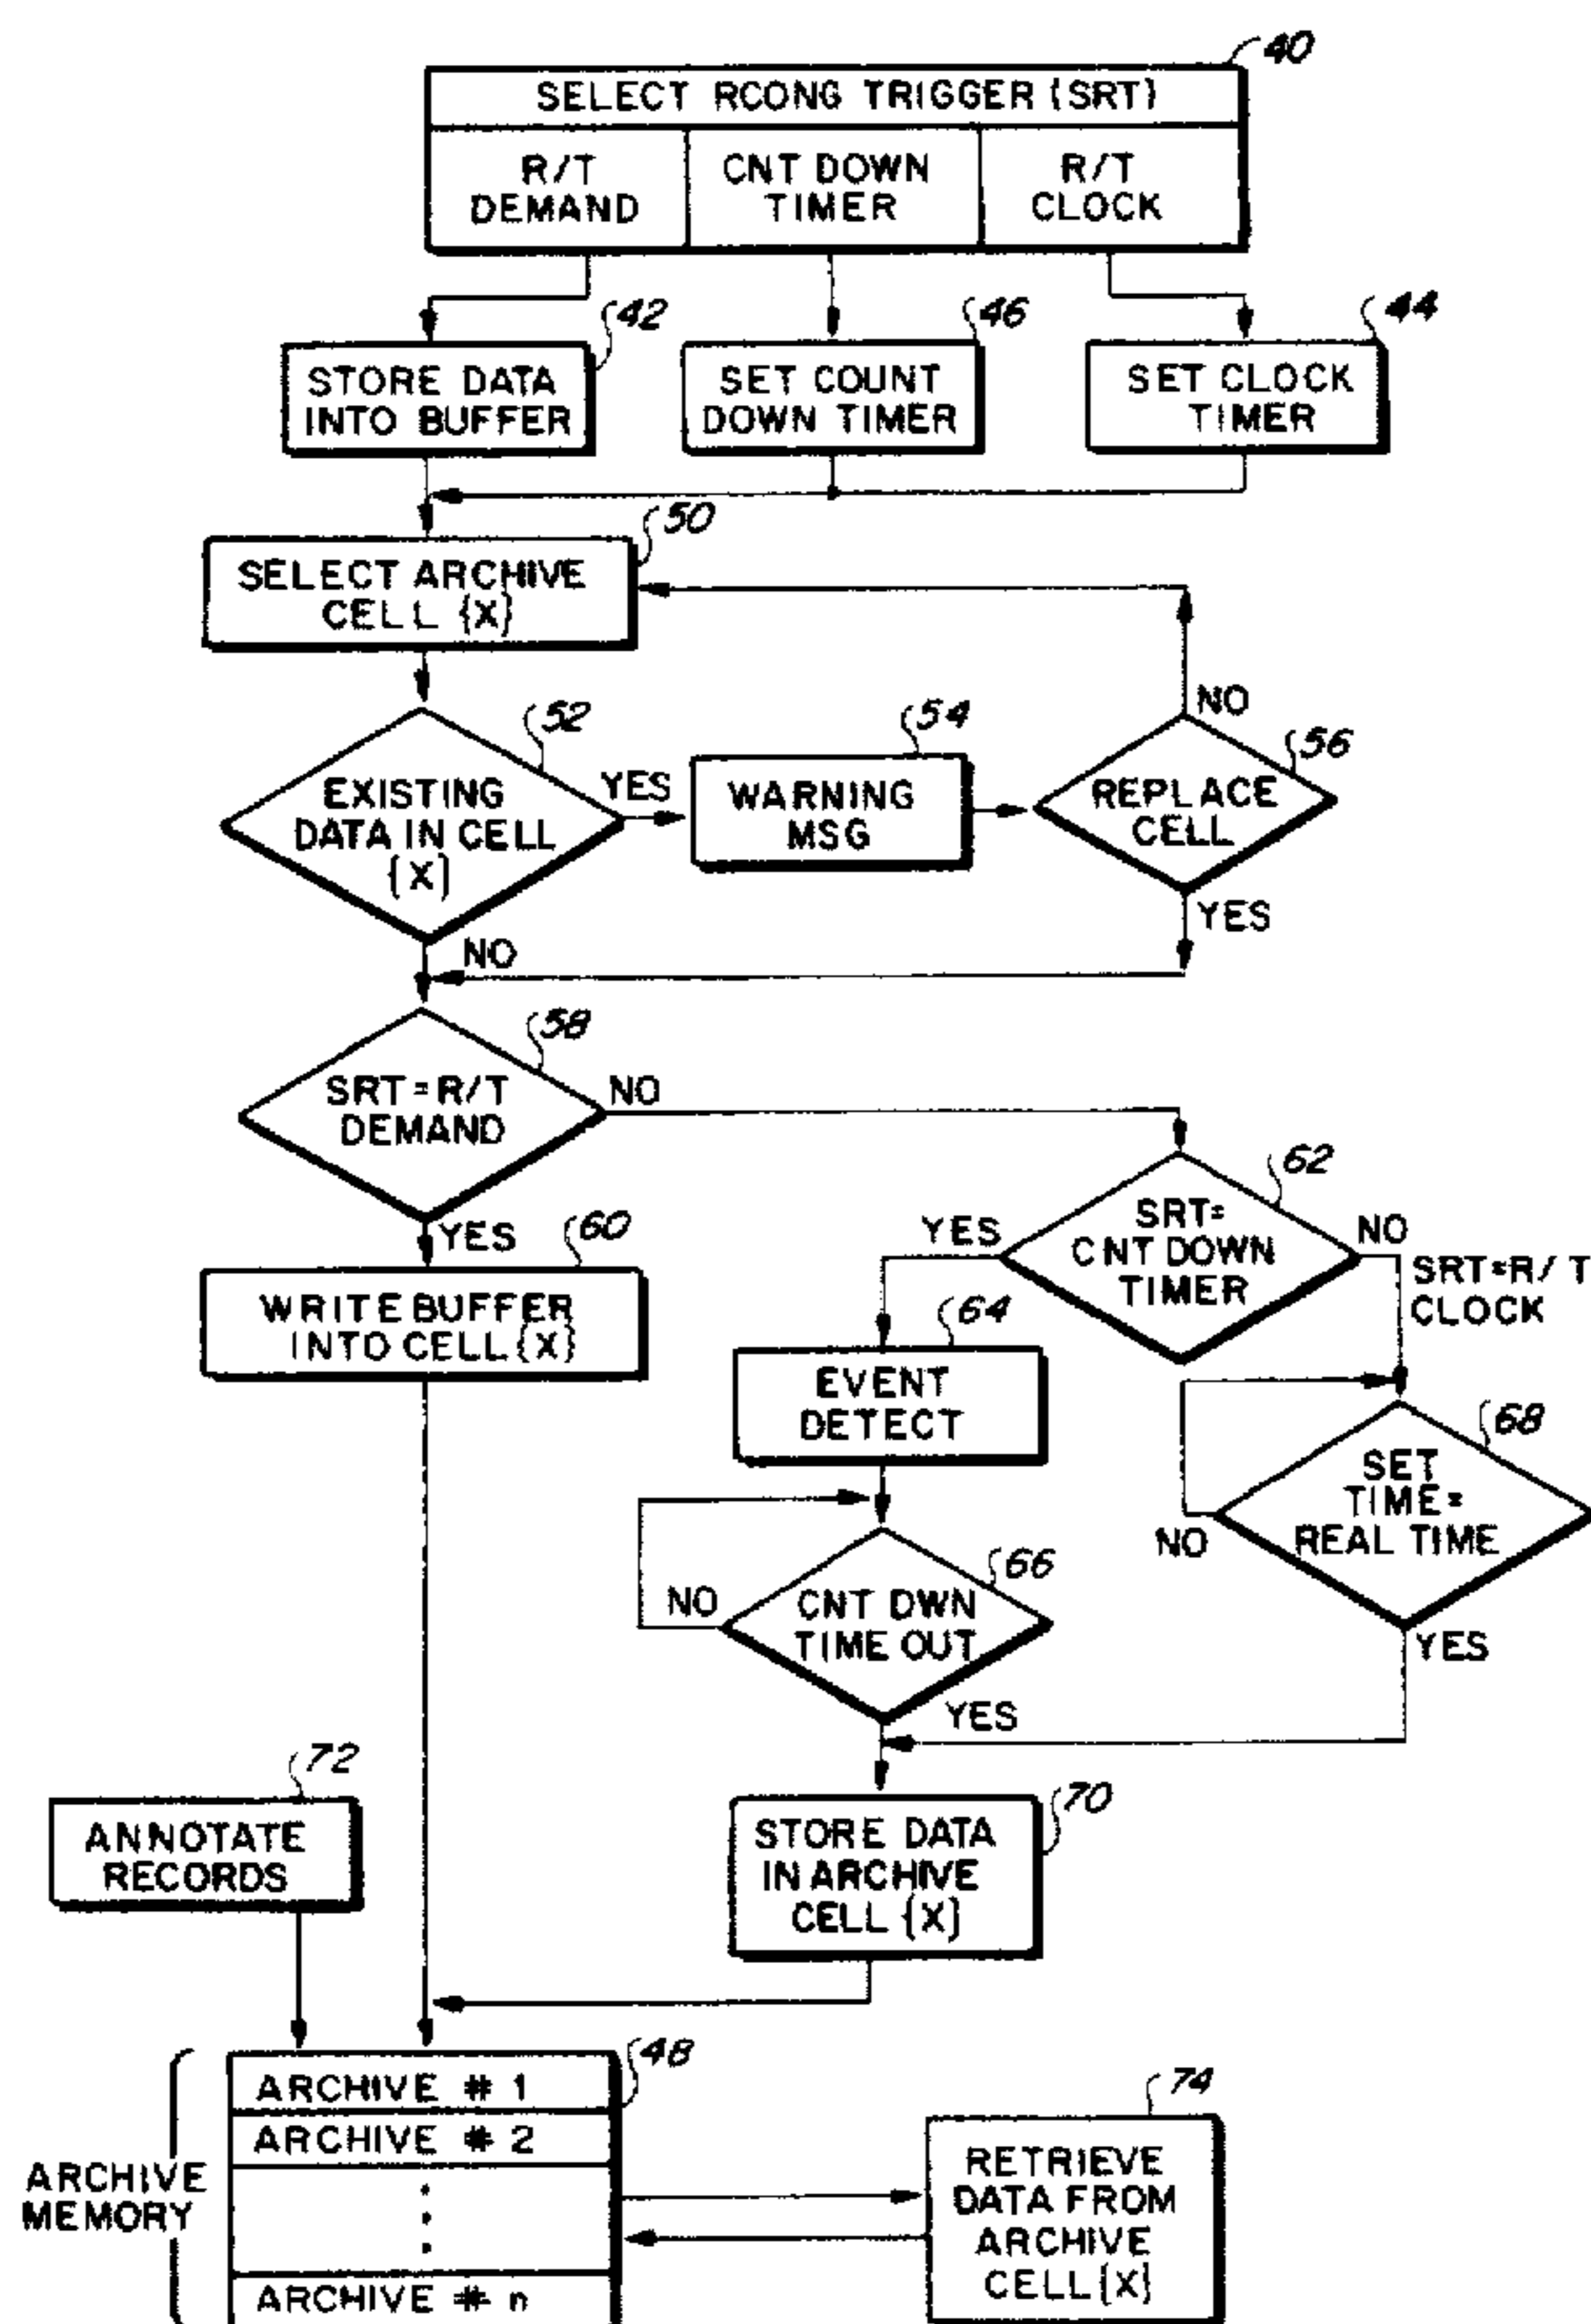 40
SELECT RCONG TRIGGER (SRT)
R/T
DEMAND
CNT DOWN
TIMER
R/T
CLOCK
42
46
44
STORE DATA
INTO BUFFER
SET COUNT
DOWN TIMER
SET CLOCK
TIMER
50
SELECT ARCHIVE
CELL (X)
52
54
56
EXISTING
DATA IN CELL
(X)
YES
WARNING
MSG
REPLACE
CELL
NO
YES
NO
58
SRT=R/T
DEMAND
NO
YES
60
WRITE BUFFER
INTO CELL (X)
62
SRT=
CNT DOWN
TIMER
YES
NO
SRT=R/T
CLOCK
64
EVENT
DETECT
68
SET
TIME=
REAL TIME
NO
YES
66
CNT DWN
TIME OUT
NO
YES
72
ANNOTATE
RECORDS
70
STORE DATA
IN ARCHIVE
CELL (X)
48
ARCHIVE
MEMORY
ARCHIVE # 1
ARCHIVE # 2
ARCHIVE # n
74
RETRIEVE
DATA FROM
ARCHIVE
CELL (X)